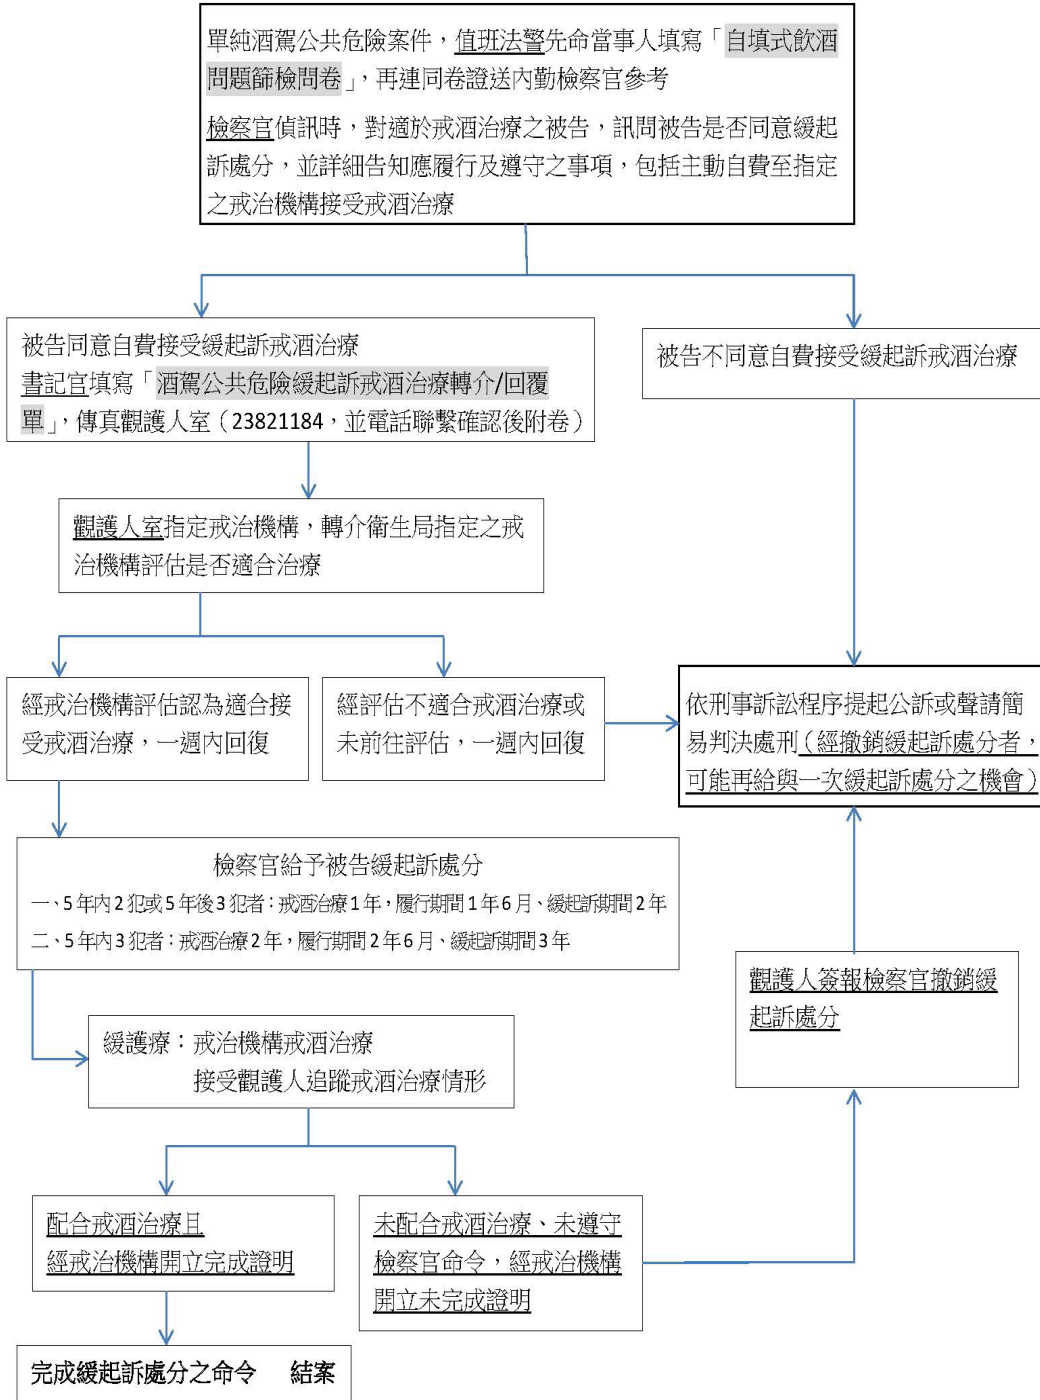 單純酒駕公共危險案件，值班法警先命當事人填寫「自填式飲酒
問題篩檢問卷」，再連同卷證送內勤檢察官參考
檢察官偵訊時，對適於戒酒治療之被告，訊問被告是否同意緩起
訴處分，並詳細告知應履行及遵守之事項，包括主動自費至指定
之戒治機構接受戒酒治療
被告同意自費接受緩起訴戒酒治療
書記官填寫「酒駕公共危險緩起訴戒酒治療轉介/回覆
單」，傳真觀護人室（23821184，並電話聯繫確認後附卷）
被告不同意自費接受緩起訴戒酒治療
觀護人室指定戒治機構，轉介衛生局指定之戒
治機構評估是否適合治療
經戒治機構評估認為適合接
受戒酒治療，一週內回復
經評估不適合戒酒治療或
未前往評估，一週內回復
依刑事訴訟程序提起公訴或聲請簡
易判決處刑（經撤銷緩起訴處分者，
可能再給與一次緩起訴處分之機會）
檢察官給予被告緩起訴處分
一、5年內2犯或5年後3犯者：戒酒治療1年，履行期間1年6月、緩起訴期間2年
二、5年內3犯者：戒酒治療2年，履行期間2年6月、緩起訴期間3年
觀護人簽報檢察官撤銷緩
起訴處分
緩護療：戒治機構戒酒治療
接受觀護人追蹤戒酒治療情形
配合戒酒治療且
經戒治機構開立完成證明
未配合戒酒治療、未遵守
檢察官命令，經戒治機構
開立未完成證明
完成緩起訴處分之命令 結案